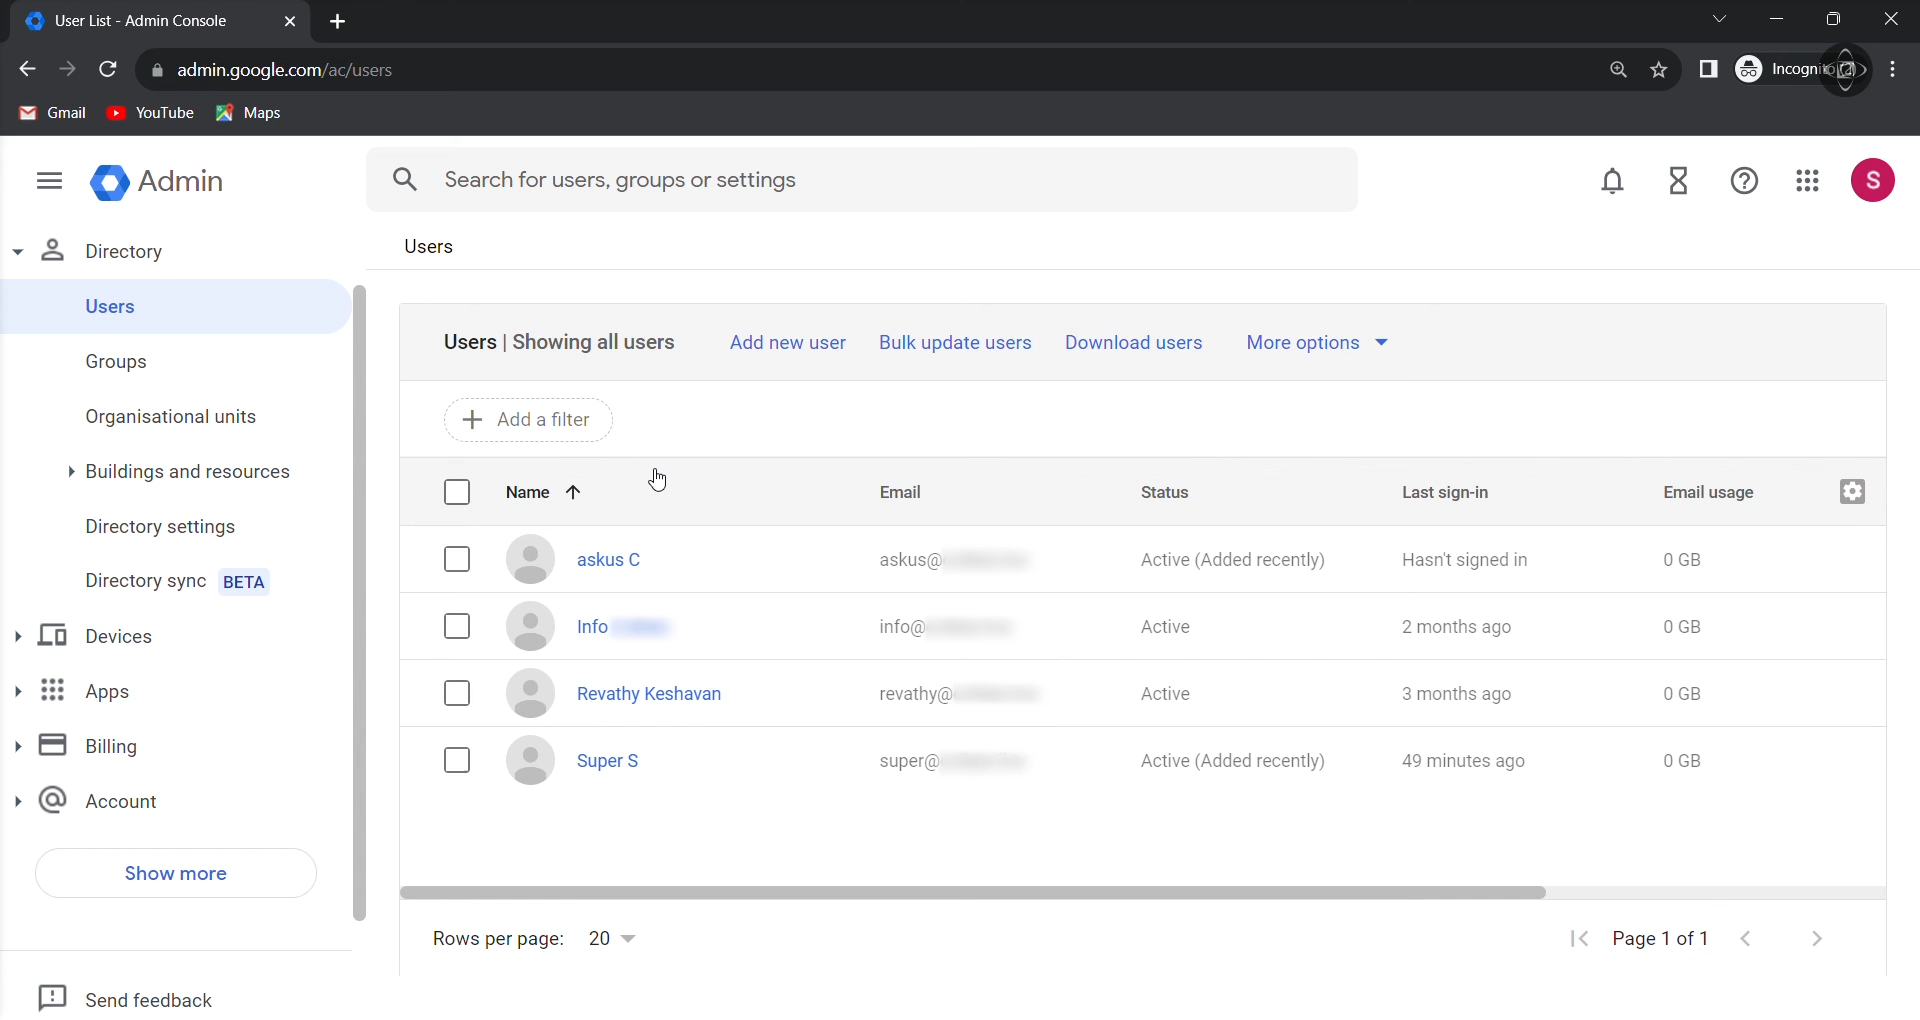 User List - Admin Console
admin.google.com/ac/users
Incognito (2)
Gmail YouTube Maps
Admin
Search for users, groups or settings
S
Directory
Users
Groups
Organisational units
Buildings and resources
Directory settings
Directory sync BETA
Devices
Apps
Billing
Account
Show more
Send feedback
Users
Users | Showing all users Add new user Bulk update users Download users More options
Add a filter
Name Email Status Last sign-in Email usage
askus C askus@ Active (Added recently) Hasn't signed in 0 GB
Info info@ Active 2 months ago 0 GB
Revathy Keshavan revathy@ Active 3 months ago 0 GB
Super S super@ Active (Added recently) 49 minutes ago 0 GB
Rows per page: 20 Page 1 of 1